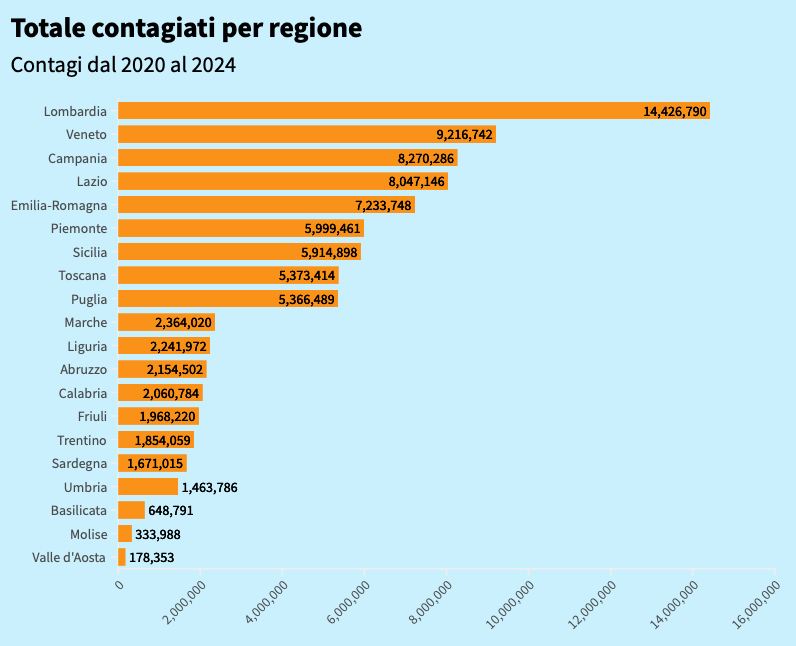 Totale contagiati per regione
Contagi dal 2020 al 2024
Lombardia 14,426,790
Veneto 9,216,742
Campania 8,270,286
Lazio 8,047,146
Emilia-Romagna 7,233,748
Piemonte 5,999,461
Sicilia 5,914,898
Toscana 5,373,414
Puglia 5,366,489
Marche 2,364,020
Liguria 2,241,972
Abruzzo 2,154,502
Calabria 2,060,784
Friuli 1,968,220
Trentino 1,854,059
Sardegna 1,671,015
Umbria 1,463,786
Basilicata 648,791
Molise 333,988
Valle d'Aosta 178,353
0 2,000,000 4,000,000 6,000,000 8,000,000 10,000,000 12,000,000 14,000,000 16,000,000